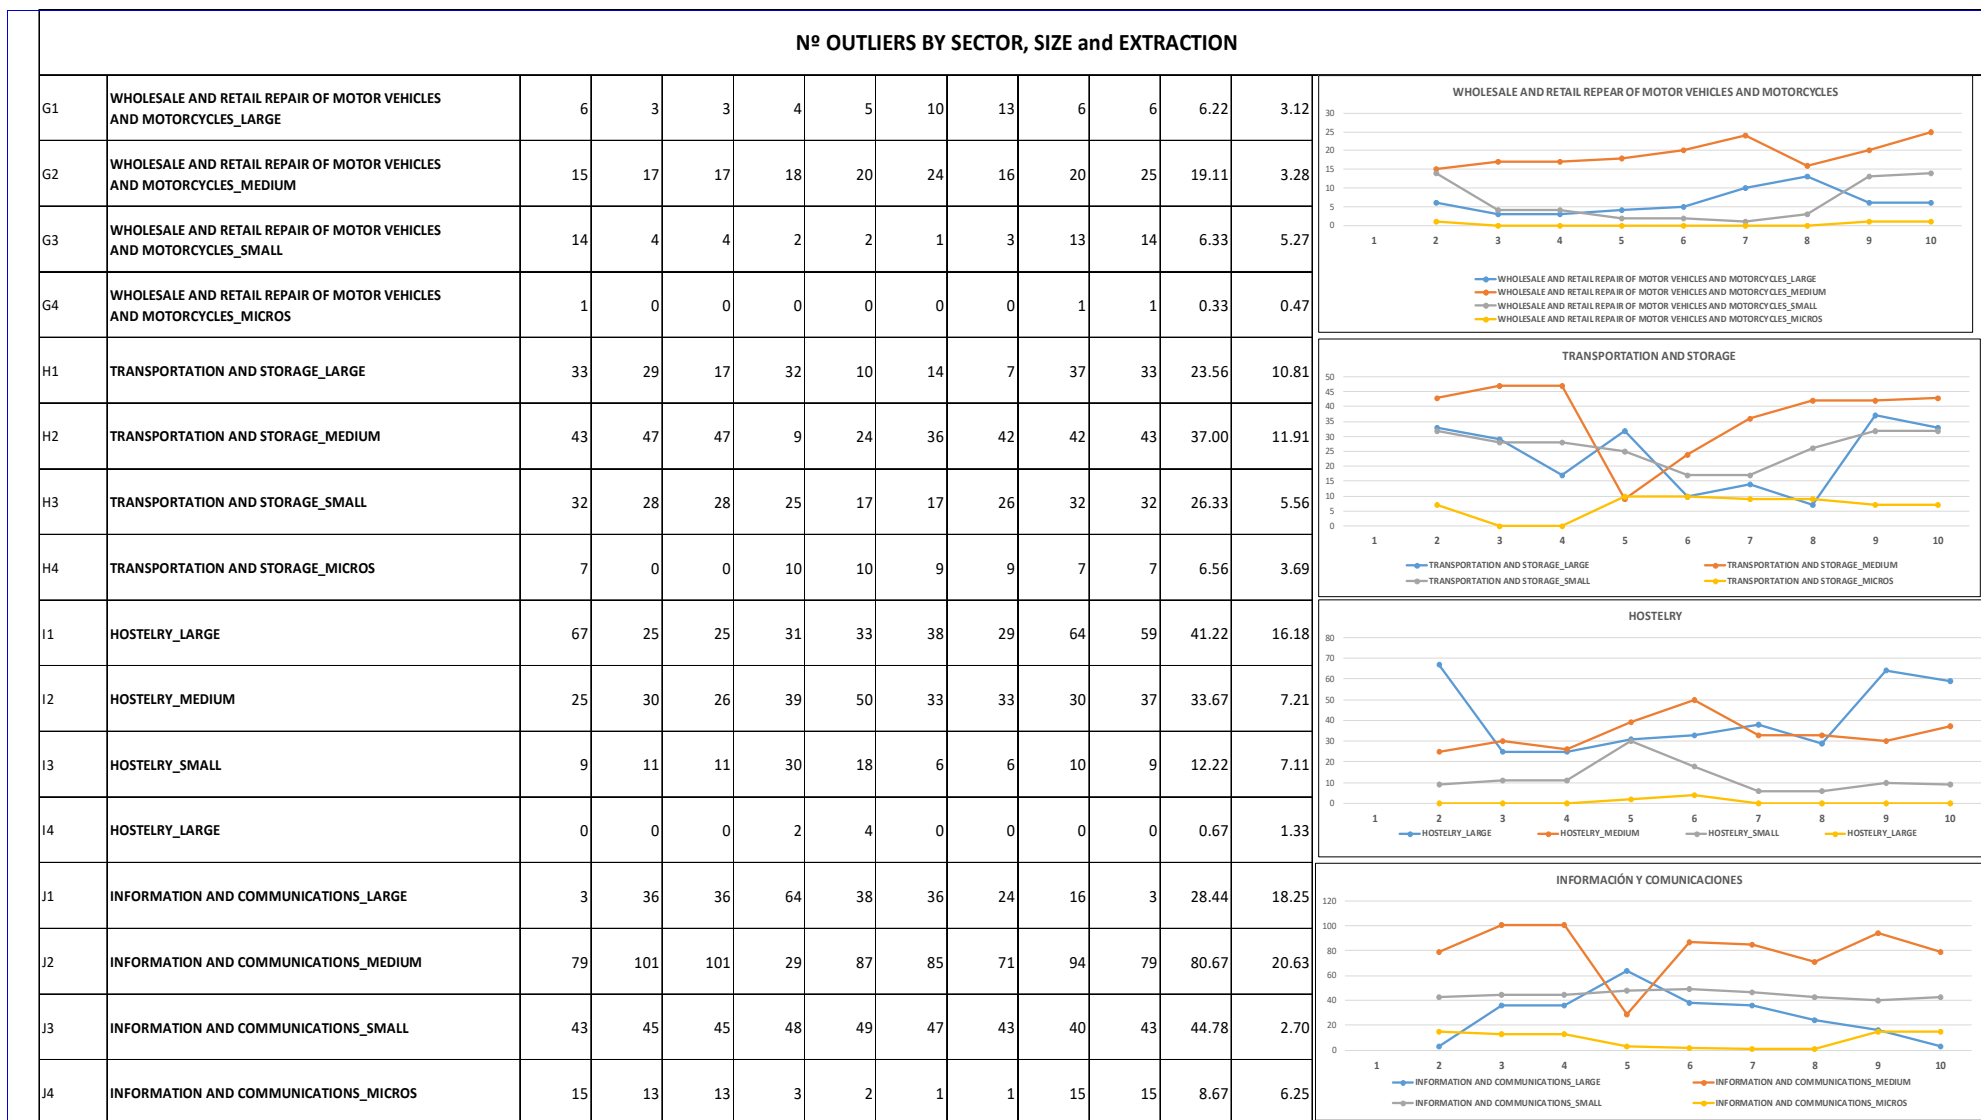 Nº OUTLIERS BY SECTOR, SIZE and EXTRACTION
G1 WHOLESALE AND RETAIL REPAIR OF MOTOR VEHICLES
AND MOTORCYCLES_LARGE 6 3 3 4 5 10 13 6 6 6.22 3.12
G2 WHOLESALE AND RETAIL REPAIR OF MOTOR VEHICLES
AND MOTORCYCLES_MEDIUM 15 17 17 18 20 24 16 20 25 19.11 3.28
G3 WHOLESALE AND RETAIL REPAIR OF MOTOR VEHICLES
AND MOTORCYCLES_SMALL 14 4 4 2 2 1 3 13 14 6.33 5.27
G4 WHOLESALE AND RETAIL REPAIR OF MOTOR VEHICLES
AND MOTORCYCLES_MICROS 1 0 0 0 0 0 0 1 1 0.33 0.47
H1 TRANSPORTATION AND STORAGE_LARGE 33 29 17 32 10 14 7 37 33 23.56 10.81
H2 TRANSPORTATION AND STORAGE_MEDIUM 43 47 47 9 24 36 42 42 43 37.00 11.91
H3 TRANSPORTATION AND STORAGE_SMALL 32 28 28 25 17 17 26 32 32 26.33 5.56
H4 TRANSPORTATION AND STORAGE_MICROS 7 0 0 10 10 9 9 7 7 6.56 3.69
I1 HOSTELRY_LARGE 67 25 25 31 33 38 29 64 59 41.22 16.18
I2 HOSTELRY_MEDIUM 25 30 26 39 50 33 33 30 37 33.67 7.21
I3 HOSTELRY_SMALL 9 11 11 30 18 6 6 10 9 12.22 7.11
I4 HOSTELRY_LARGE 0 0 0 2 4 0 0 0 0 0.67 1.33
J1 INFORMATION AND COMMUNICATIONS_LARGE 3 36 36 64 38 36 24 16 3 28.44 18.25
J2 INFORMATION AND COMMUNICATIONS_MEDIUM 79 101 101 29 87 85 71 94 79 80.67 20.63
J3 INFORMATION AND COMMUNICATIONS_SMALL 43 45 45 48 49 47 43 40 43 44.78 2.70
J4 INFORMATION AND COMMUNICATIONS_MICROS 15 13 13 3 2 1 1 15 15 8.67 6.25
WHOLESALE AND RETAIL REPEAR OF MOTOR VEHICLES AND MOTORCYCLES
30
25
20
15
10
5
0
1 2 3 4 5 6 7 8 9 10
WHOLESALE AND RETAIL REPAIR OF MOTOR VEHICLES AND MOTORCYCLES_LARGE
WHOLESALE AND RETAIL REPAIR OF MOTOR VEHICLES AND MOTORCYCLES_MEDIUM
WHOLESALE AND RETAIL REPAIR OF MOTOR VEHICLES AND MOTORCYCLES_SMALL
WHOLESALE AND RETAIL REPAIR OF MOTOR VEHICLES AND MOTORCYCLES_MICROS
TRANSPORTATION AND STORAGE
50
45
40
35
30
25
20
15
10
5
0
1 2 3 4 5 6 7 8 9 10
TRANSPORTATION AND STORAGE_LARGE TRANSPORTATION AND STORAGE_MEDIUM
TRANSPORTATION AND STORAGE_SMALL TRANSPORTATION AND STORAGE_MICROS
HOSTELRY
80
70
60
50
40
30
20
10
0
1 2 3 4 5 6 7 8 9 10
HOSTELRY_LARGE HOSTELRY_MEDIUM HOSTELRY_SMALL HOSTELRY_LARGE
INFORMACIÓN Y COMUNICACIONES
120
100
80
60
40
20
0
1 2 3 4 5 6 7 8 9 10
INFORMATION AND COMMUNICATIONS_LARGE INFORMATION AND COMMUNICATIONS_MEDIUM
INFORMATION AND COMMUNICATIONS_SMALL INFORMATION AND COMMUNICATIONS_MICROS